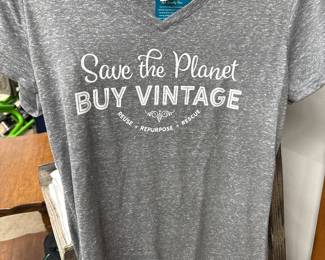 Save the Planet
BUY VINTAGE
REUSE • REPURPOSE • RESCUE